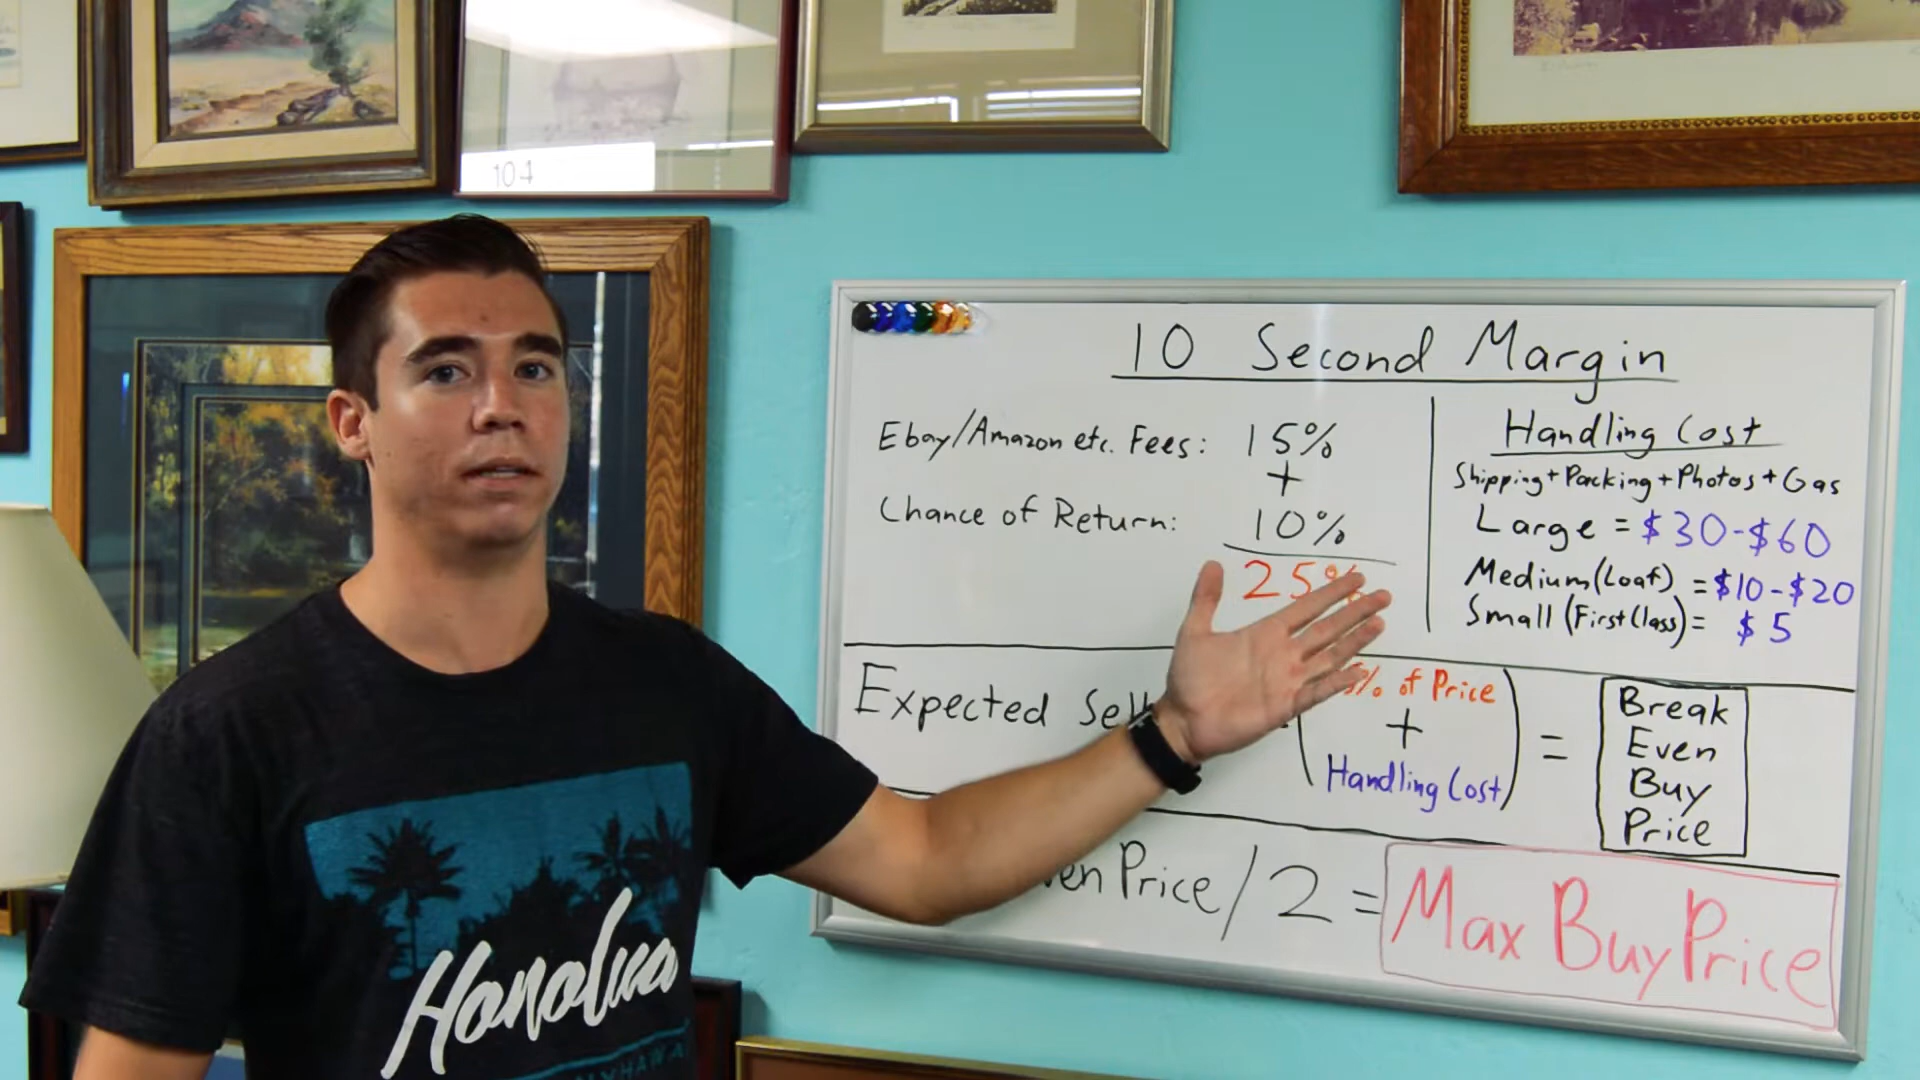 104
10 Second Margin
Ebay/Amazon etc. Fees: 15%
+
Chance of Return: 10%
25%
Handling Cost
Shipping+Packing+Photos+Gas
Large = $30-$60
Medium(Loaf) = $10-$20
Small (First Class) = $5
Expected
% of Price
+
Handling Cost
=
Break
Even
Buy
Price
Price / 2 = Max Buy Price
Honolua